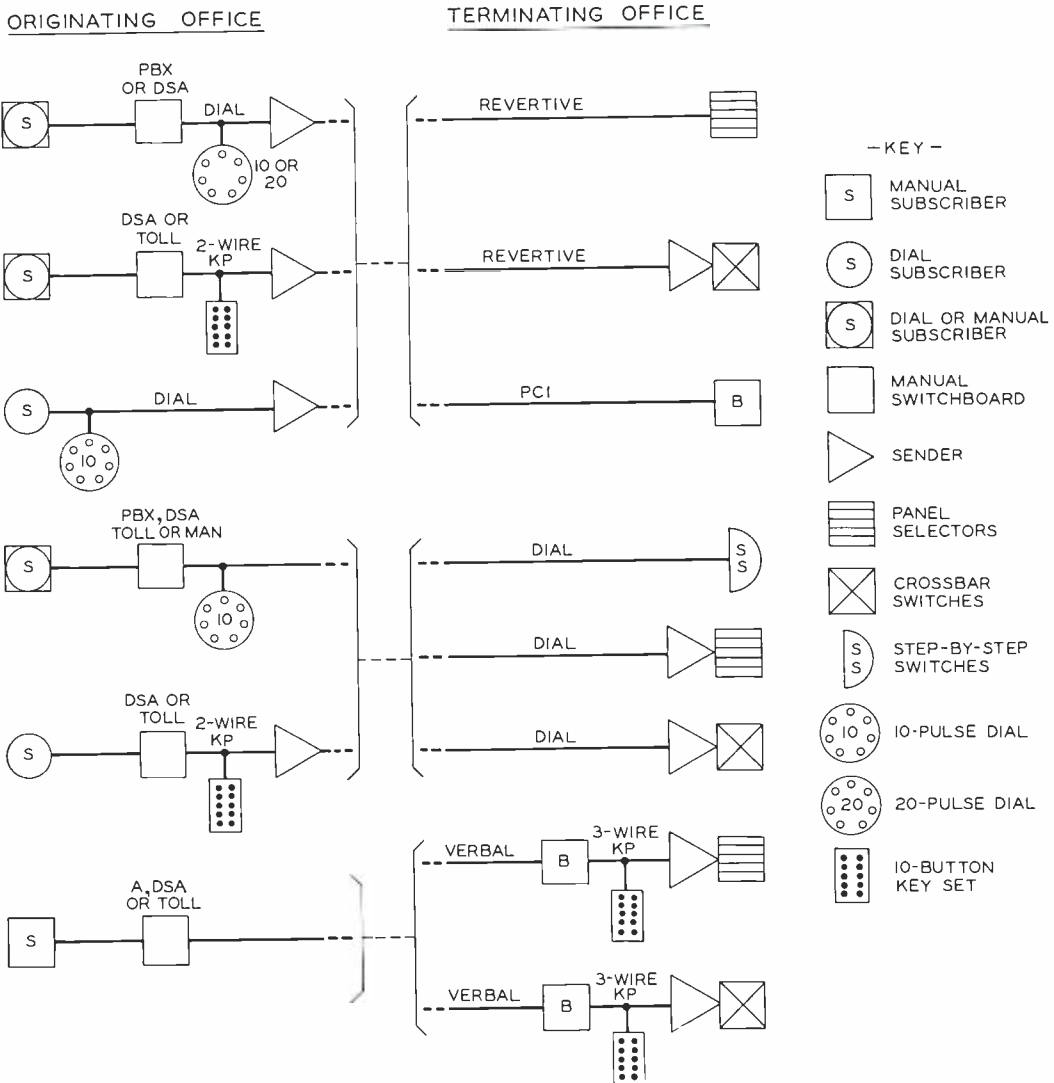 ORIGINATING OFFICE
TERMINATING OFFICE
PBX
OR DSA
S
DIAL
10 OR
20
REVERTIVE
DSA OR
TOLL
2-WIRE
KP
S
REVERTIVE
S
DIAL
10
PCI
B
PBX, DSA
TOLL OR MAN
S
10
DIAL
S
S
DIAL
DSA OR
TOLL
2-WIRE
KP
S
DIAL
A, DSA
OR TOLL
S
VERBAL
B
3-WIRE
KP
VERBAL
B
3-WIRE
KP
-KEY-
S
MANUAL
SUBSCRIBER
S
DIAL
SUBSCRIBER
S
DIAL OR MANUAL
SUBSCRIBER
MANUAL
SWITCHBOARD
SENDER
PANEL
SELECTORS
CROSSBAR
SWITCHES
S
S
STEP-BY-STEP
SWITCHES
10
10-PULSE DIAL
20
20-PULSE DIAL
10-BUTTON
KEY SET